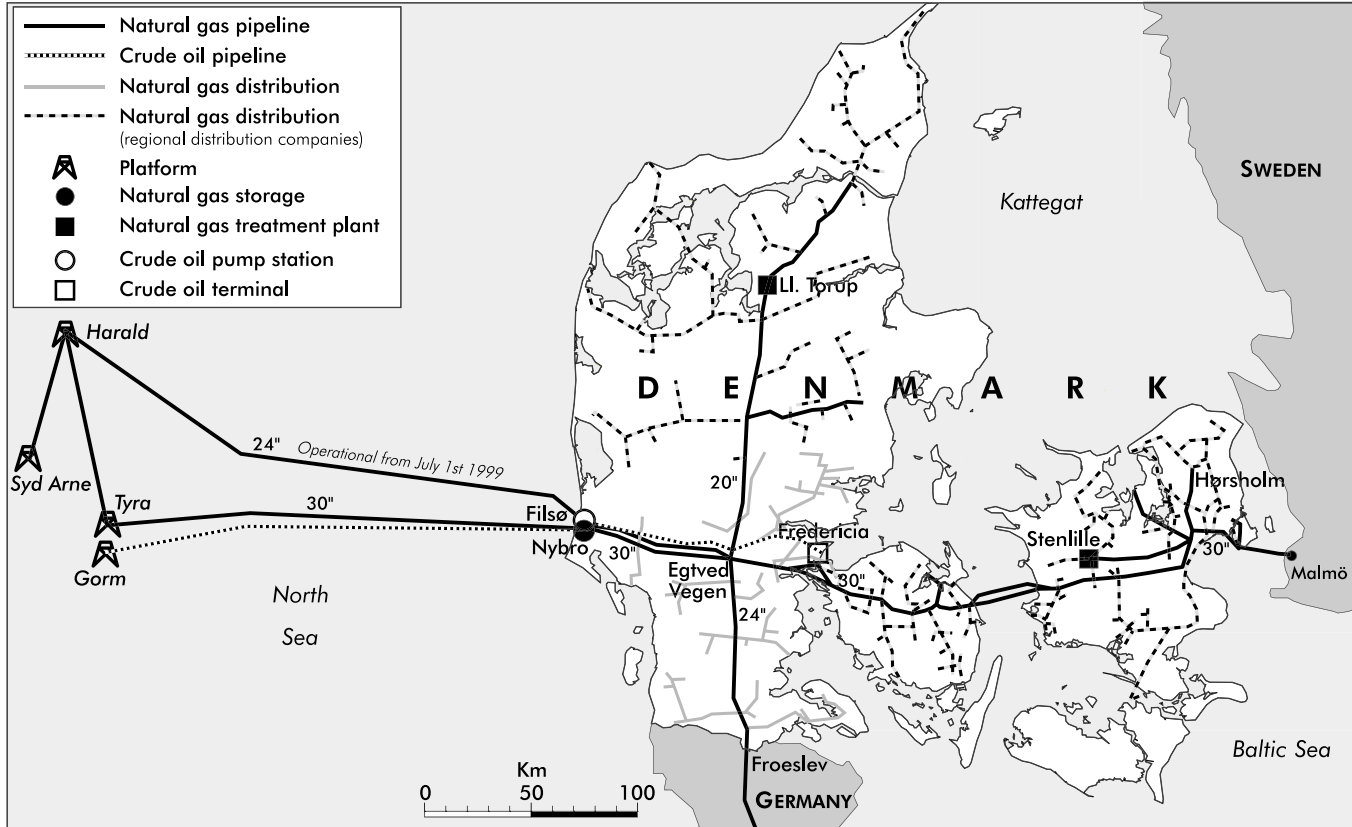 Natural gas pipeline
Crude oil pipeline
Natural gas distribution
Natural gas distribution
(regional distribution companies)
Platform
Natural gas storage
Natural gas treatment plant
Crude oil pump station
Crude oil terminal
SWEDEN
Kattegat
Ll. Torup
Harald
DENMARK
24"
Operational from July 1st 1999
Syd Arne
Tyra
30"
20"
Hørsholm
Filsø
Nybro
30"
Fredericia
Stenlille
30"
Gorm
Egtved
Vegen
30"
Malmö
North
Sea
24"
Baltic Sea
Froeslev
Km
0 50 100
GERMANY